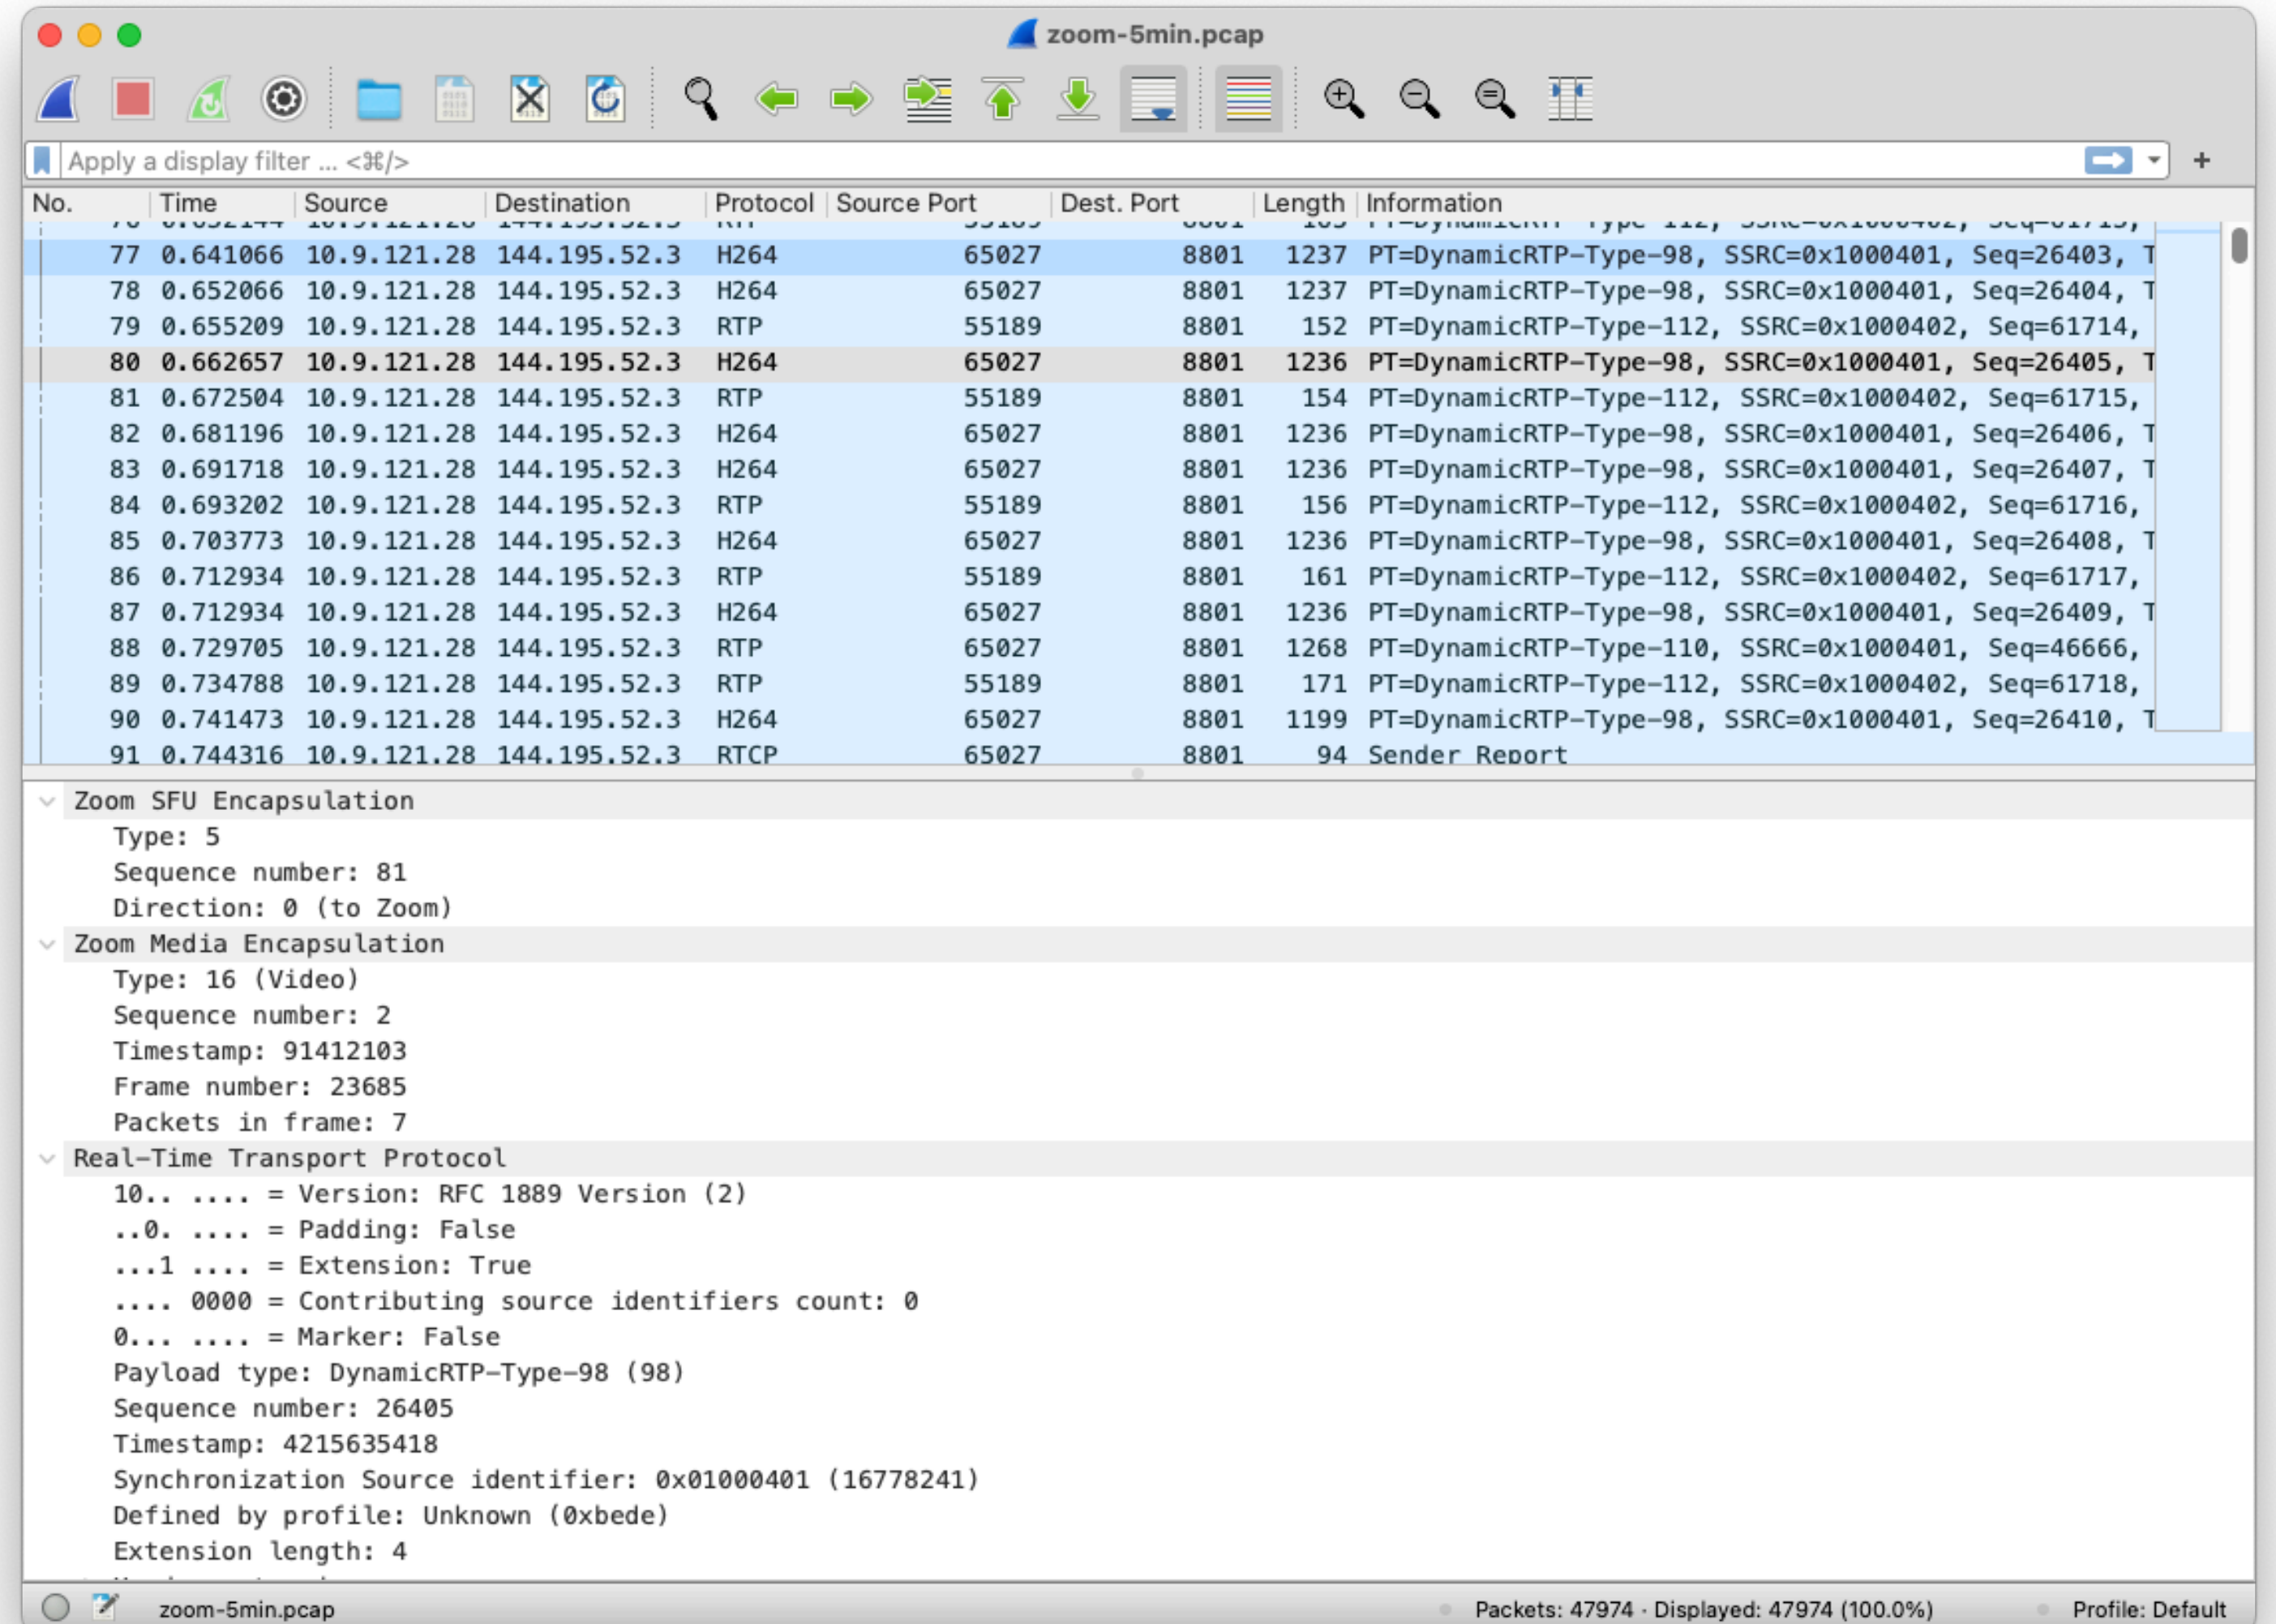 zoom-5min.pcap
Apply a display filter ... <⌘/>
+
No. Time Source Destination Protocol Source Port Dest. Port Length Information
77 0.641066 10.9.121.28 144.195.52.3 H264 65027 8801 1237 PT=DynamicRTP-Type-98, SSRC=0x1000401, Seq=26403, T
78 0.652066 10.9.121.28 144.195.52.3 H264 65027 8801 1237 PT=DynamicRTP-Type-98, SSRC=0x1000401, Seq=26404, T
79 0.655209 10.9.121.28 144.195.52.3 RTP 55189 8801 152 PT=DynamicRTP-Type-112, SSRC=0x1000402, Seq=61714,
80 0.662657 10.9.121.28 144.195.52.3 H264 65027 8801 1236 PT=DynamicRTP-Type-98, SSRC=0x1000401, Seq=26405, T
81 0.672504 10.9.121.28 144.195.52.3 RTP 55189 8801 154 PT=DynamicRTP-Type-112, SSRC=0x1000402, Seq=61715,
82 0.681196 10.9.121.28 144.195.52.3 H264 65027 8801 1236 PT=DynamicRTP-Type-98, SSRC=0x1000401, Seq=26406, T
83 0.691718 10.9.121.28 144.195.52.3 H264 65027 8801 1236 PT=DynamicRTP-Type-98, SSRC=0x1000401, Seq=26407, T
84 0.693202 10.9.121.28 144.195.52.3 RTP 55189 8801 156 PT=DynamicRTP-Type-112, SSRC=0x1000402, Seq=61716,
85 0.703773 10.9.121.28 144.195.52.3 H264 65027 8801 1236 PT=DynamicRTP-Type-98, SSRC=0x1000401, Seq=26408, T
86 0.712934 10.9.121.28 144.195.52.3 RTP 55189 8801 161 PT=DynamicRTP-Type-112, SSRC=0x1000402, Seq=61717,
87 0.712934 10.9.121.28 144.195.52.3 H264 65027 8801 1236 PT=DynamicRTP-Type-98, SSRC=0x1000401, Seq=26409, T
88 0.729705 10.9.121.28 144.195.52.3 RTP 65027 8801 1268 PT=DynamicRTP-Type-110, SSRC=0x1000401, Seq=46666,
89 0.734788 10.9.121.28 144.195.52.3 RTP 55189 8801 171 PT=DynamicRTP-Type-112, SSRC=0x1000402, Seq=61718,
90 0.741473 10.9.121.28 144.195.52.3 H264 65027 8801 1199 PT=DynamicRTP-Type-98, SSRC=0x1000401, Seq=26410, T
91 0.744316 10.9.121.28 144.195.52.3 RTCP 65027 8801 94 Sender Report
Zoom SFU Encapsulation
Type: 5
Sequence number: 81
Direction: 0 (to Zoom)
Zoom Media Encapsulation
Type: 16 (Video)
Sequence number: 2
Timestamp: 91412103
Frame number: 23685
Packets in frame: 7
Real-Time Transport Protocol
10.. .... = Version: RFC 1889 Version (2)
..0. .... = Padding: False
...1 .... = Extension: True
.... 0000 = Contributing source identifiers count: 0
0... .... = Marker: False
Payload type: DynamicRTP-Type-98 (98)
Sequence number: 26405
Timestamp: 4215635418
Synchronization Source identifier: 0x01000401 (16778241)
Defined by profile: Unknown (0xbede)
Extension length: 4
zoom-5min.pcap Packets: 47974 · Displayed: 47974 (100.0%) Profile: Default